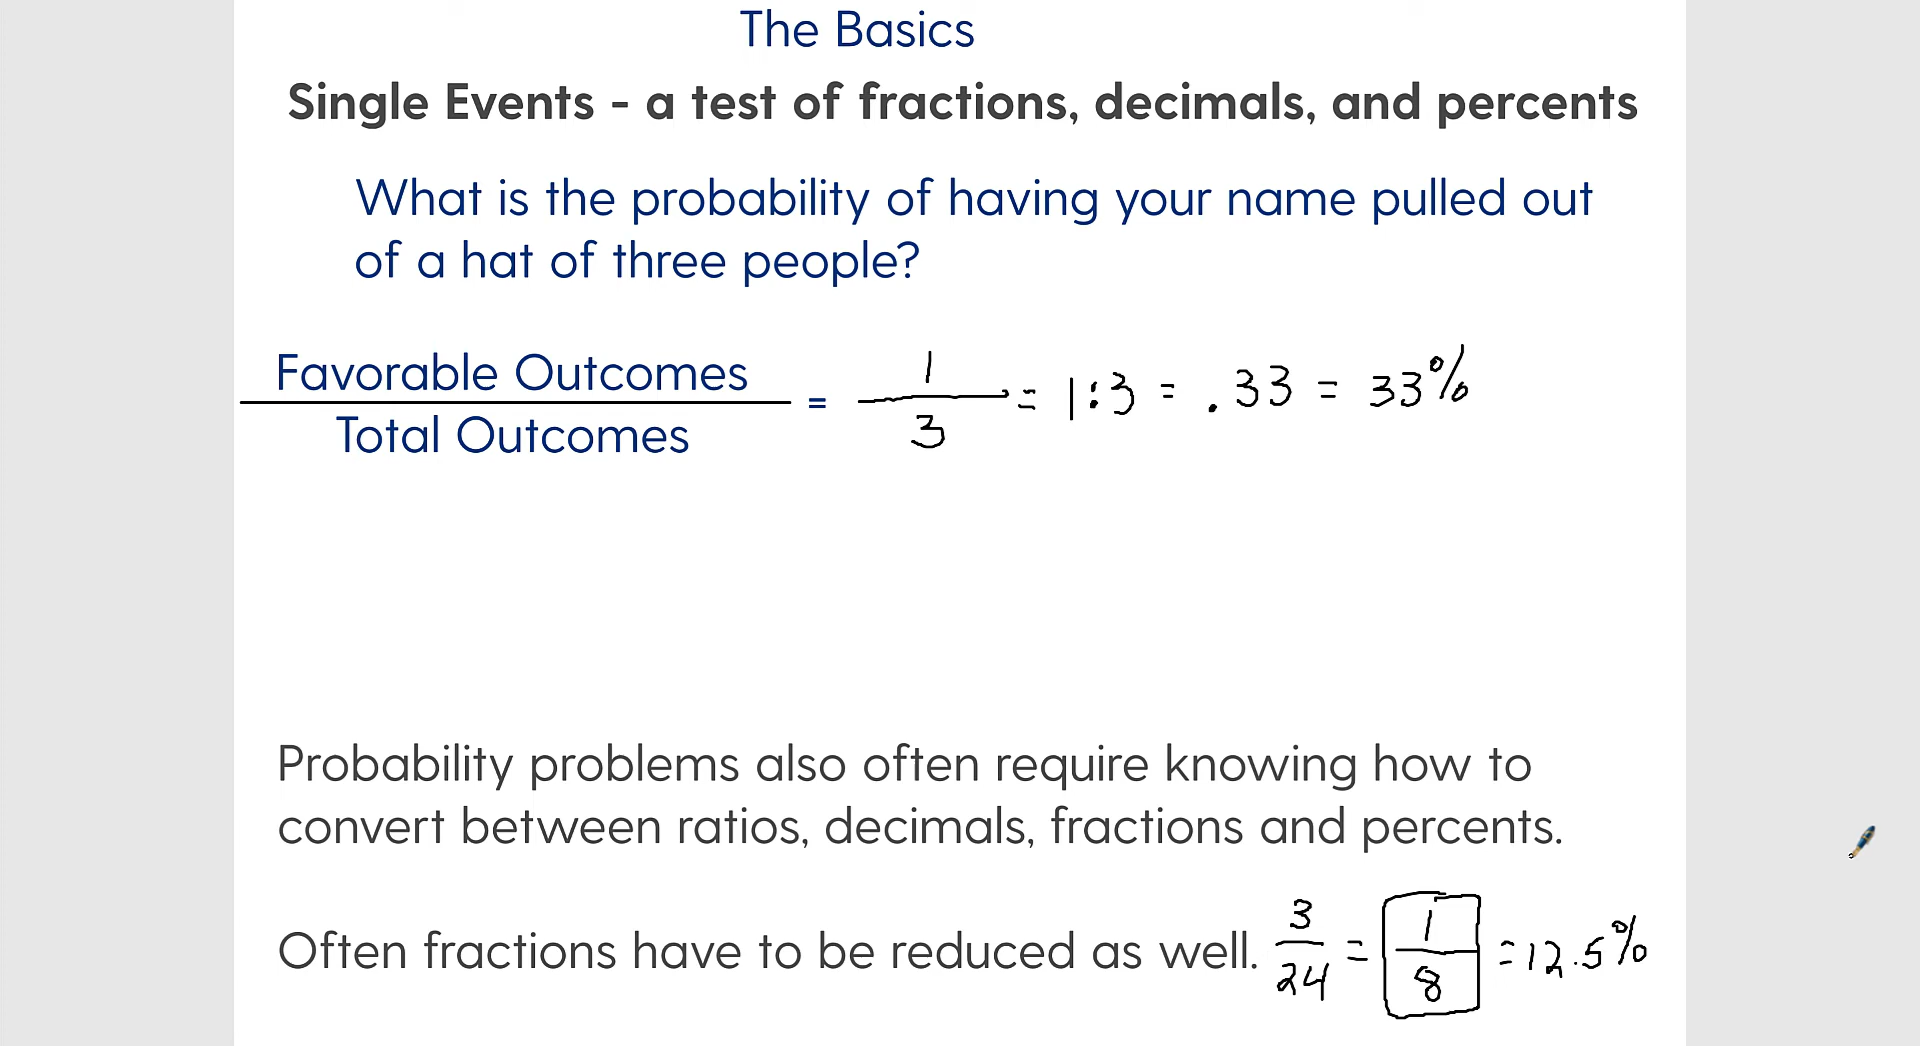 The Basics
Single Events - a test of fractions, decimals, and percents
What is the probability of having your name pulled out
of a hat of three people?
Favorable Outcomes
Total Outcomes
= 1/3 = 1:3 = .33 = 33%
Probability problems also often require knowing how to
convert between ratios, decimals, fractions and percents.
Often fractions have to be reduced as well. 3/24 = 1/8 = 12.5%